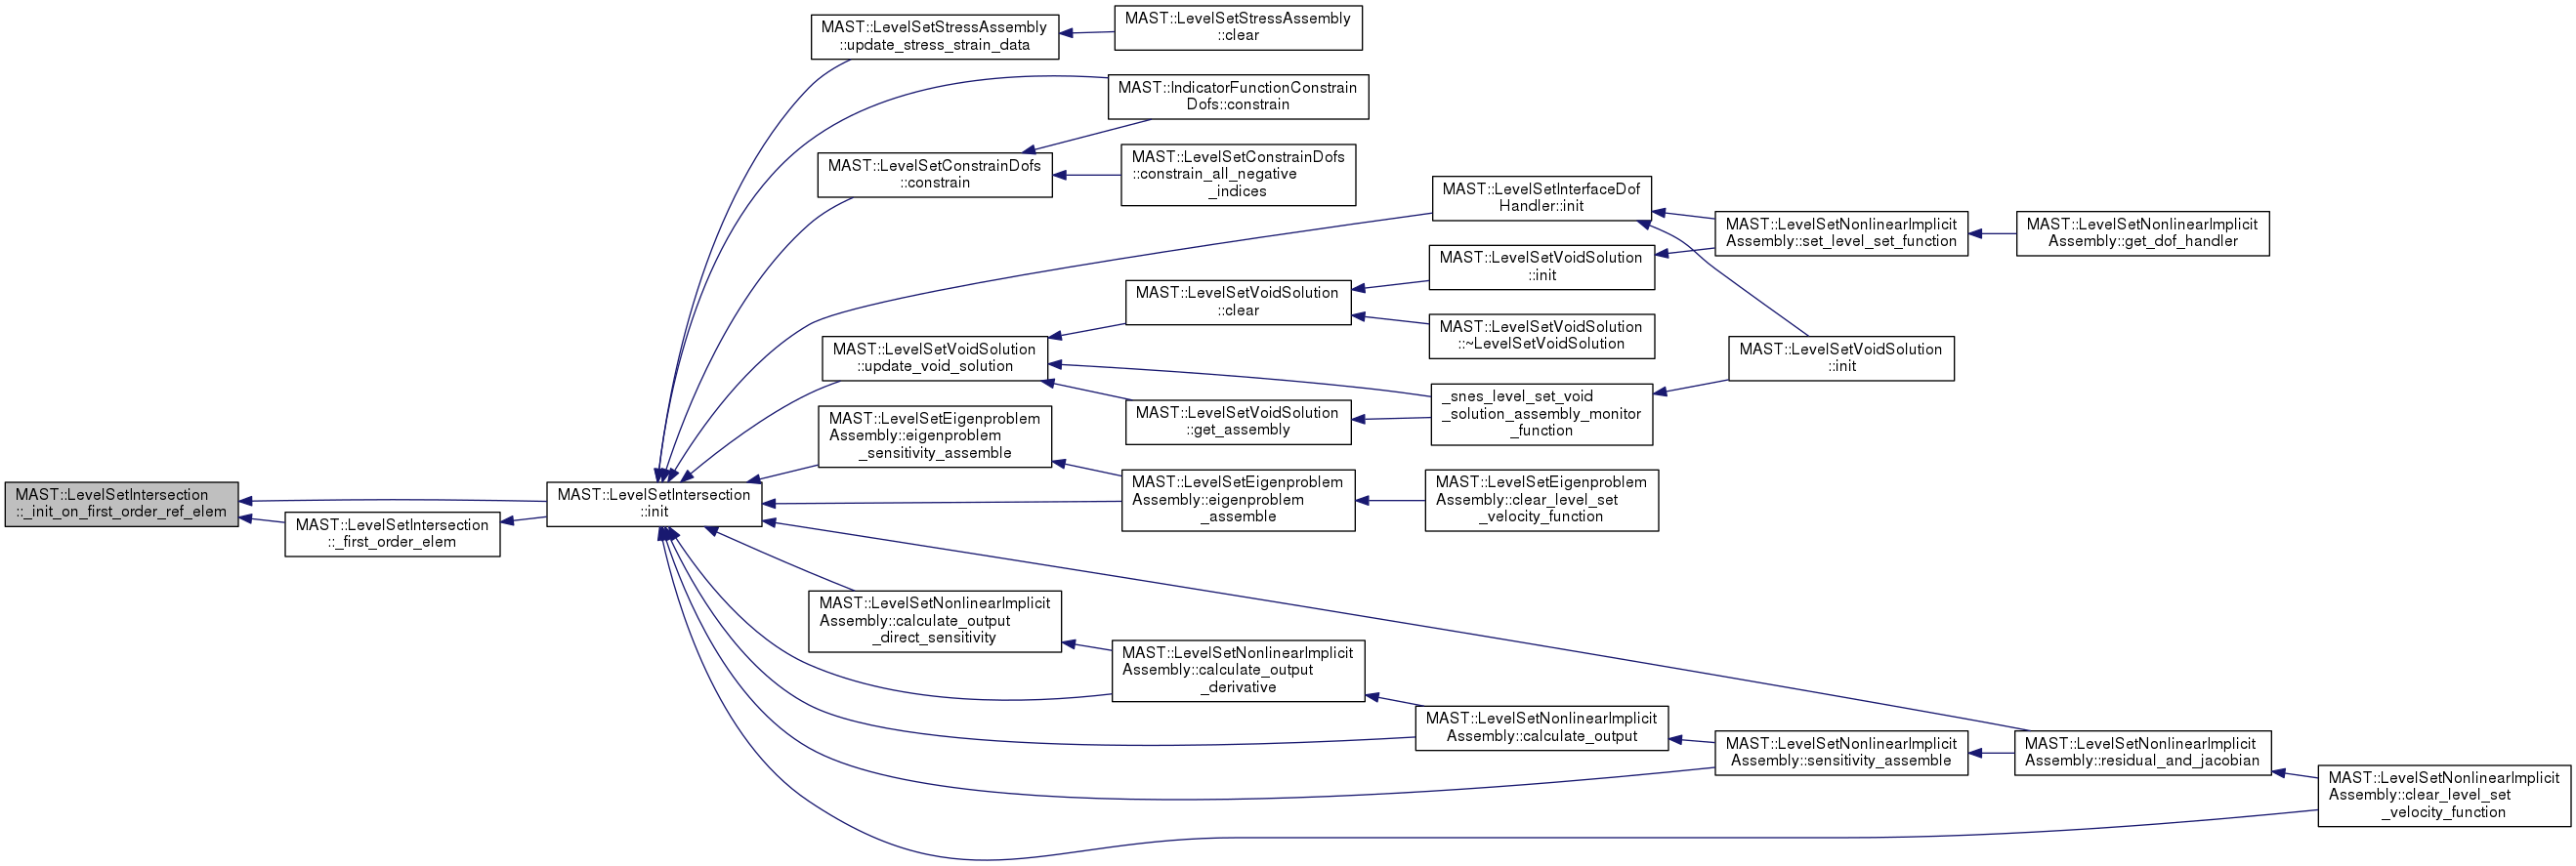 MAST::LevelSetIntersection
::_init_on_first_order_ref_elem
MAST::LevelSetIntersection
::_first_order_elem
MAST::LevelSetIntersection
::init
MAST::LevelSetStressAssembly
::update_stress_strain_data
MAST::LevelSetStressAssembly
::clear
MAST::IndicatorFunctionConstrain
Dofs::constrain
MAST::LevelSetConstrainDofs
::constrain
MAST::LevelSetConstrainDofs
::constrain_all_negative
_indices
MAST::LevelSetInterfaceDof
Handler::init
MAST::LevelSetNonlinearImplicit
Assembly::set_level_set_function
MAST::LevelSetNonlinearImplicit
Assembly::get_dof_handler
MAST::LevelSetVoidSolution
::init
MAST::LevelSetVoidSolution
::clear
MAST::LevelSetVoidSolution
::~LevelSetVoidSolution
MAST::LevelSetVoidSolution
::update_void_solution
MAST::LevelSetVoidSolution
::init
_snes_level_set_void
_solution_assembly_monitor
_function
MAST::LevelSetVoidSolution
::get_assembly
MAST::LevelSetEigenproblem
Assembly::eigenproblem
_sensitivity_assemble
MAST::LevelSetEigenproblem
Assembly::eigenproblem
_assemble
MAST::LevelSetEigenproblem
Assembly::clear_level_set
_velocity_function
MAST::LevelSetNonlinearImplicit
Assembly::calculate_output
_direct_sensitivity
MAST::LevelSetNonlinearImplicit
Assembly::calculate_output
_derivative
MAST::LevelSetNonlinearImplicit
Assembly::calculate_output
MAST::LevelSetNonlinearImplicit
Assembly::sensitivity_assemble
MAST::LevelSetNonlinearImplicit
Assembly::residual_and_jacobian
MAST::LevelSetNonlinearImplicit
Assembly::clear_level_set
_velocity_function